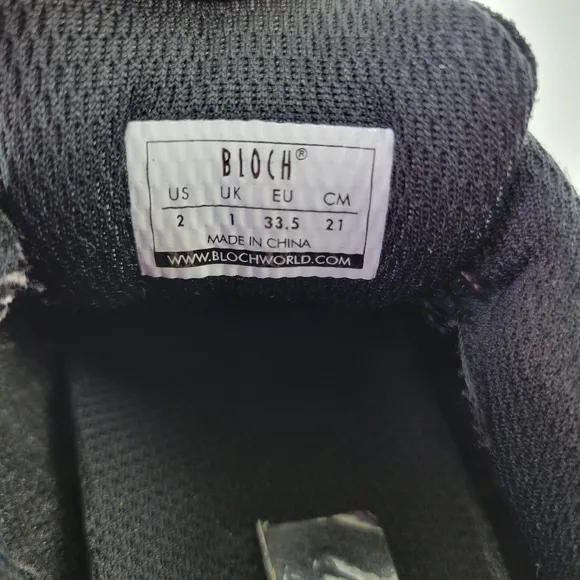 BLOCH®
US UK EU CM
2 1 33.5 21
MADE IN CHINA
WWW.BLOCHWORLD.COM